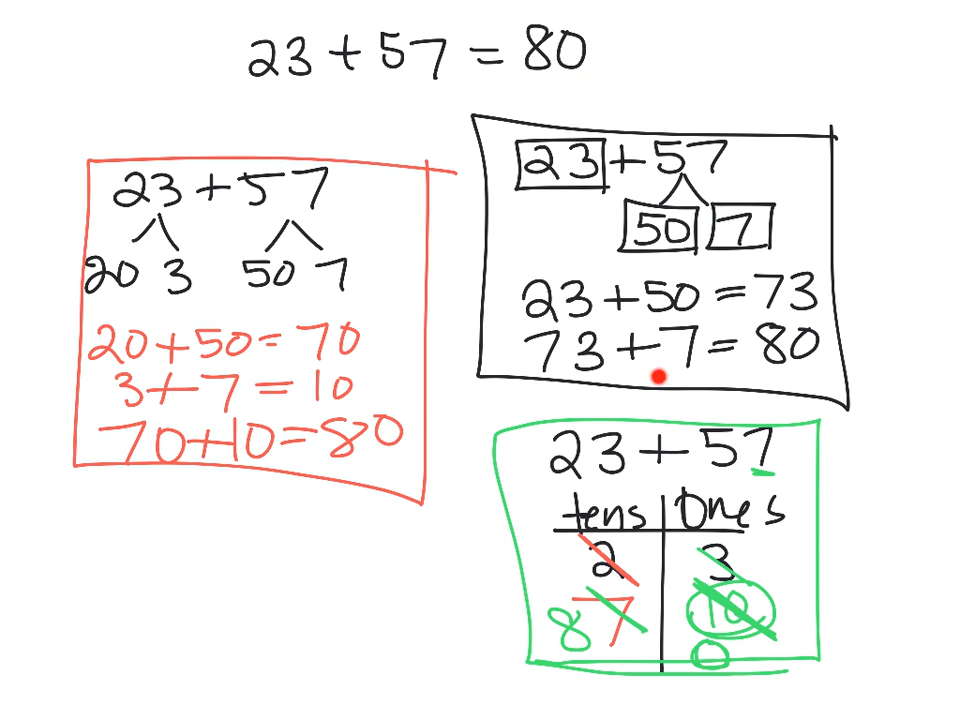 23 + 57 = 80
23 + 57
20 3 50 7
20 + 50 = 70
3 + 7 = 10
70 + 10 = 80
23 + 57
50 7
23 + 50 = 73
73 + 7 = 80
23 + 57
tens ones
2 3
8 7 10
0